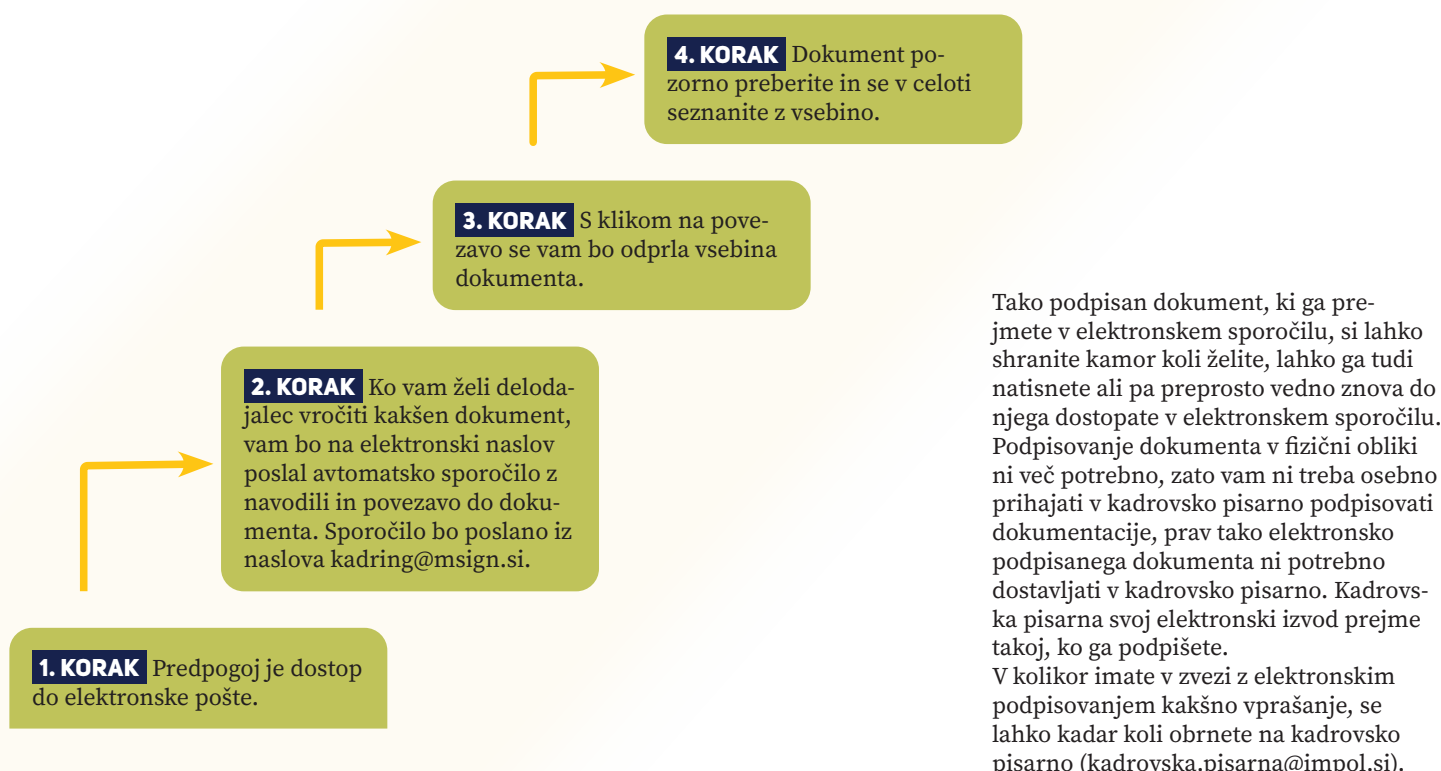 4. KORAK Dokument po-
zorno preberite in se v celoti
seznanite z vsebino.
3. KORAK S klikom na pove-
zavo se vam bo odprla vsebina
dokumenta.
2. KORAK Ko vam želi deloda-
jalec vročiti kakšen dokument,
vam bo na elektronski naslov
poslal avtomatsko sporočilo z
navodili in povezavo do doku-
menta. Sporočilo bo poslano iz
naslova kadring@msign.si.
1. KORAK Predpogoj je dostop
do elektronske pošte.
Tako podpisan dokument, ki ga pre-
jmete v elektronskem sporočilu, si lahko
shranite kamor koli želite, lahko ga tudi
natisnete ali pa preprosto vedno znova do
njega dostopate v elektronskem sporočilu.
Podpisovanje dokumenta v fizični obliki
ni več potrebno, zato vam ni treba osebno
prihajati v kadrovsko pisarno podpisovati
dokumentacije, prav tako elektronsko
podpisanega dokumenta ni potrebno
dostavljati v kadrovsko pisarno. Kadrovs-
ka pisarna svoj elektronski izvod prejme
takoj, ko ga podpišete.
V kolikor imate v zvezi z elektronskim
podpisovanjem kakšno vprašanje, se
lahko kadar koli obrnete na kadrovsko
pisarno (kadrovska.pisarna@impol.si).